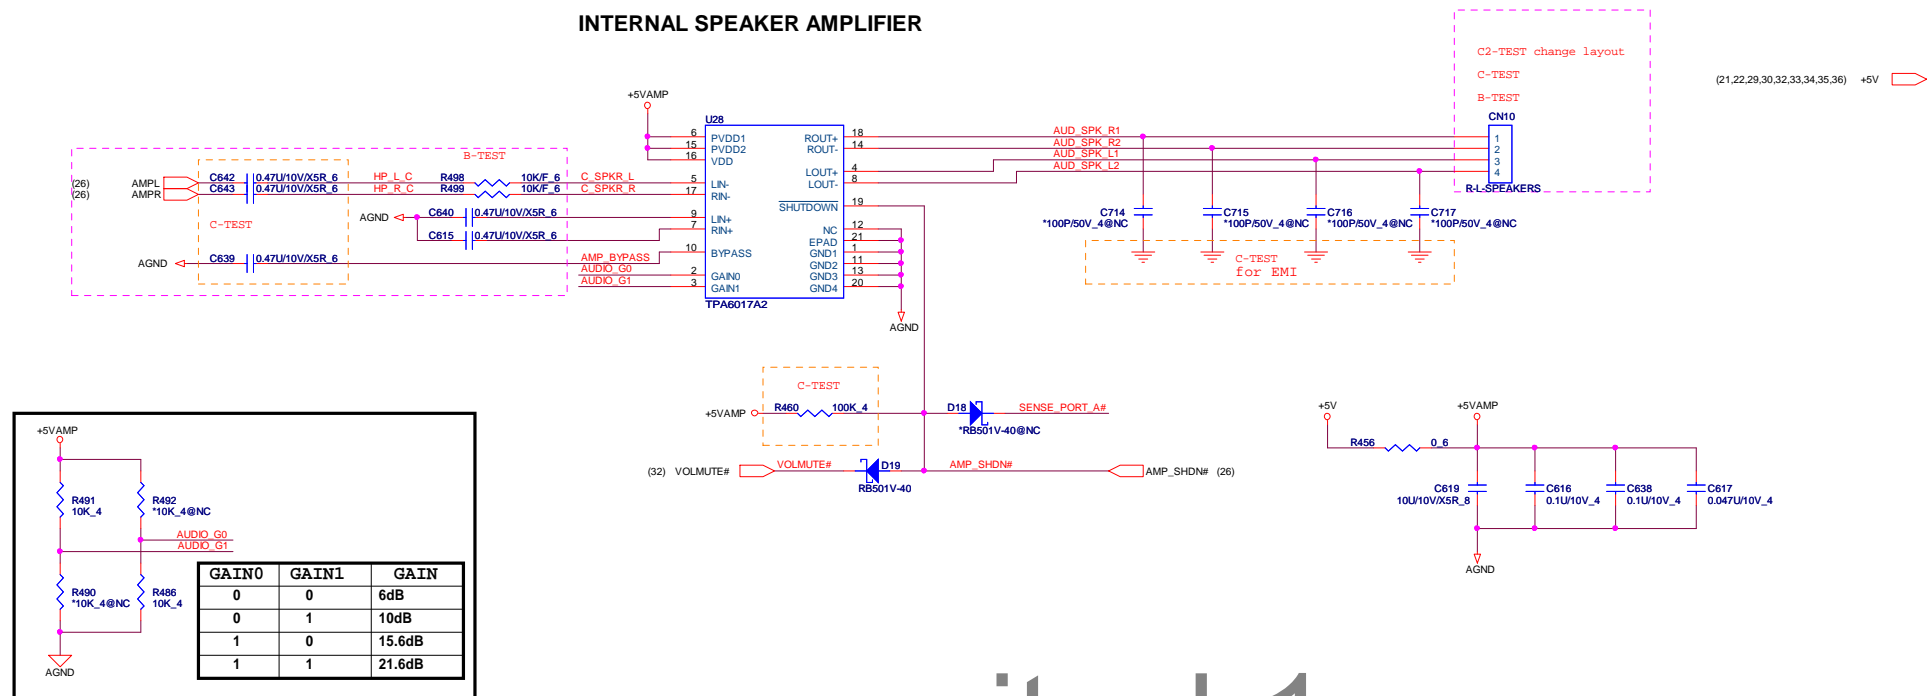 INTERNAL SPEAKER AMPLIFIER
C2-TEST change layout
C-TEST
B-TEST
CN10
1
2
3
4
R-L-SPEAKERS
(21,22,29,30,32,33,34,35,36) +5V
+5VAMP
U28
6 PVDD1 ROUT+ 18 AUD_SPK_R1
15 PVDD2 ROUT- 14 AUD_SPK_R2
16 VDD
LOUT+ 4 AUD_SPK_L1
LOUT- 8 AUD_SPK_L2
B-TEST
(26) AMPL C642 0.47U/10V/X5R_6 HP_L_C R498 10K/F_6 C_SPKR_L 5 LIN-
(26) AMPR C643 0.47U/10V/X5R_6 HP_R_C R499 10K/F_6 C_SPKR_R 17 RIN-
SHUTDOWN 19
AGND C640 0.47U/10V/X5R_6 9 LIN+
C-TEST
C615 0.47U/10V/X5R_6 7 RIN+
NC 12
EPAD 21
AGND C639 0.47U/10V/X5R_6 AMP_BYPASS 10 BYPASS
GND1 1
GND2 11
AUDIO_G0 2 GAIN0 GND3 13
AUDIO_G1 3 GAIN1 GND4 20
TPA6017A2
AGND
C714 *100P/50V_4@NC
C715 *100P/50V_4@NC
C716 *100P/50V_4@NC
C717 *100P/50V_4@NC
C-TEST
for EMI
C-TEST
+5VAMP R460 100K_4 D18 SENSE_PORT_A#
*RB501V-40@NC
(32) VOLMUTE# VOLMUTE# D19 AMP_SHDN# AMP_SHDN# (26)
RB501V-40
+5V +5VAMP
R456 0_6
C619 10U/10V/X5R_8
C616 0.1U/10V_4
C638 0.1U/10V_4
C617 0.047U/10V_4
AGND
+5VAMP
R491 10K_4
R492 *10K_4@NC
AUDIO_G0
AUDIO_G1
R490 *10K_4@NC
R486 10K_4
AGND
GAIN0 GAIN1 GAIN
0 0 6dB
0 1 10dB
1 0 15.6dB
1 1 21.6dB